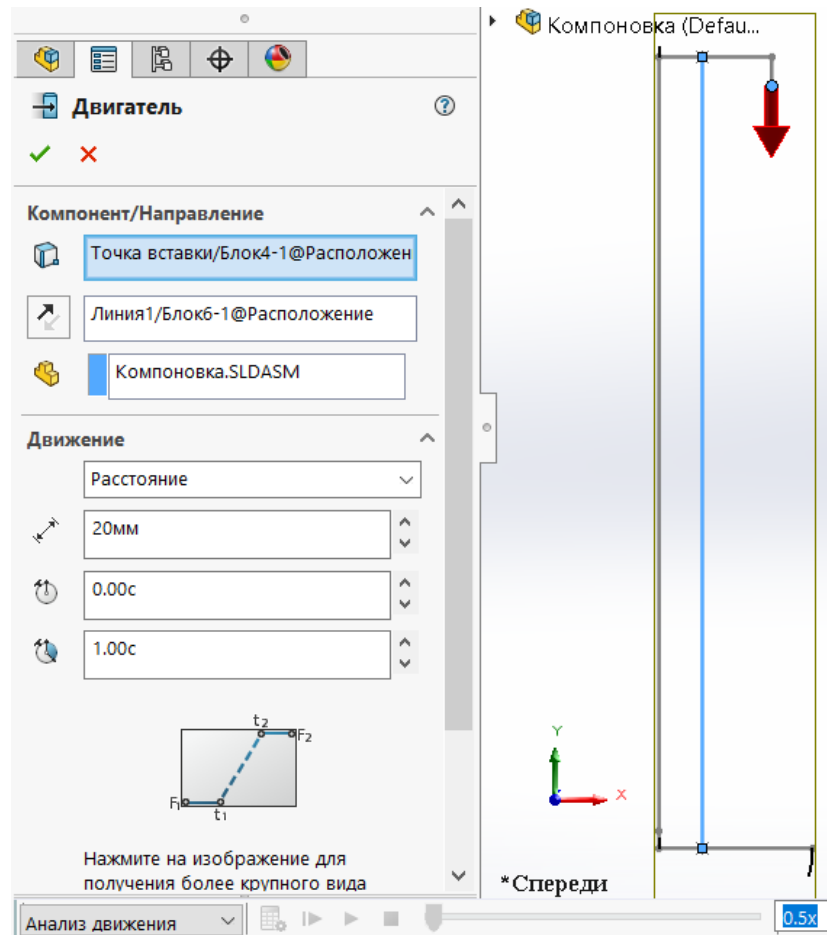 Компоновка (Defau...
Двигатель
Компонент/Направление
Точка вставки/Блок4-1@Расположен
Линия1/Блок6-1@Расположение
Компоновка.SLDASM
Движение
Расстояние
20мм
0.00с
1.00с
t2
F2
F1
t1
Нажмите на изображение для
получения более крупного вида
Y
X
*Спереди
Анализ движения
0.5x